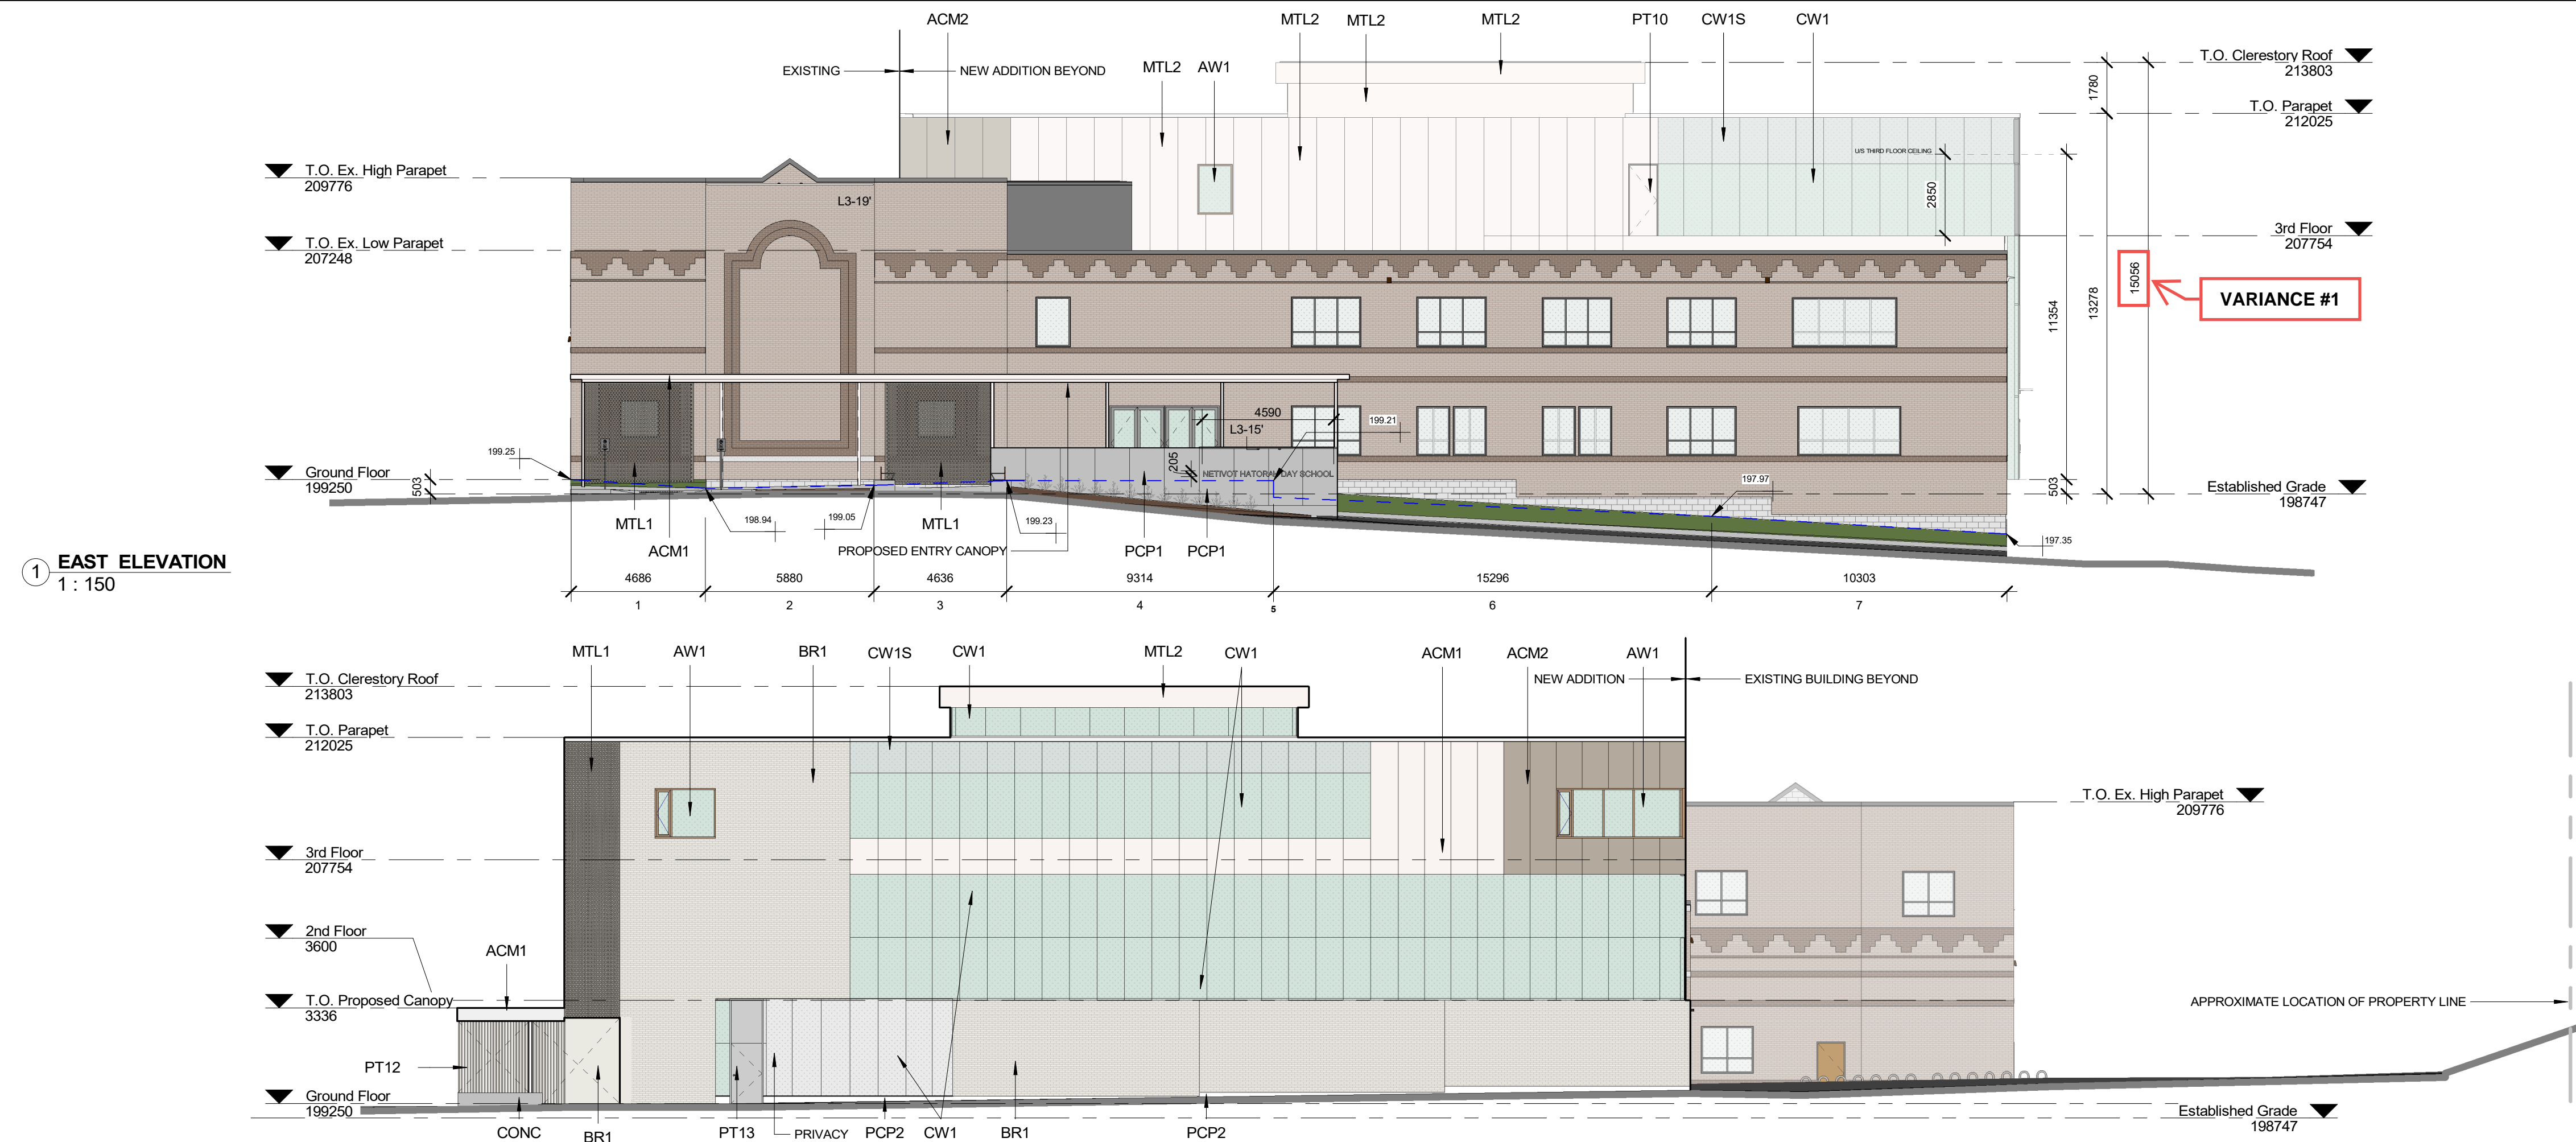 ACM2
MTL2
MTL2
MTL2
PT10
CW1S
CW1
EXISTING
NEW ADDITION BEYOND
MTL2
AW1
T.O. Clerestory Roof
213803
1780
T.O. Parapet
212025
U/S THIRD FLOOR CEILING
T.O. Ex. High Parapet
209776
L3-19'
2850
3rd Floor
207754
T.O. Ex. Low Parapet
207248
15056
VARIANCE #1
11354
13278
4590
199.21
L3-15'
199.25
205
NETIVOT HATORAH DAY SCHOOL
Ground Floor
199250
503
197.97
503
Established Grade
198747
MTL1
198.94
199.05
MTL1
199.23
197.35
ACM1
PROPOSED ENTRY CANOPY
PCP1
PCP1
1
EAST ELEVATION
1 : 150
4686
5880
4636
9314
15296
10303
1
2
3
4
5
6
7
MTL1
AW1
BR1
CW1S
CW1
MTL2
CW1
ACM1
ACM2
AW1
T.O. Clerestory Roof
213803
NEW ADDITION
EXISTING BUILDING BEYOND
T.O. Parapet
212025
T.O. Ex. High Parapet
209776
3rd Floor
207754
2nd Floor
3600
ACM1
T.O. Proposed Canopy
3336
APPROXIMATE LOCATION OF PROPERTY LINE
PT12
Ground Floor
199250
Established Grade
198747
CONC
BR1
PT13
PRIVACY
PCP2
CW1
BR1
PCP2